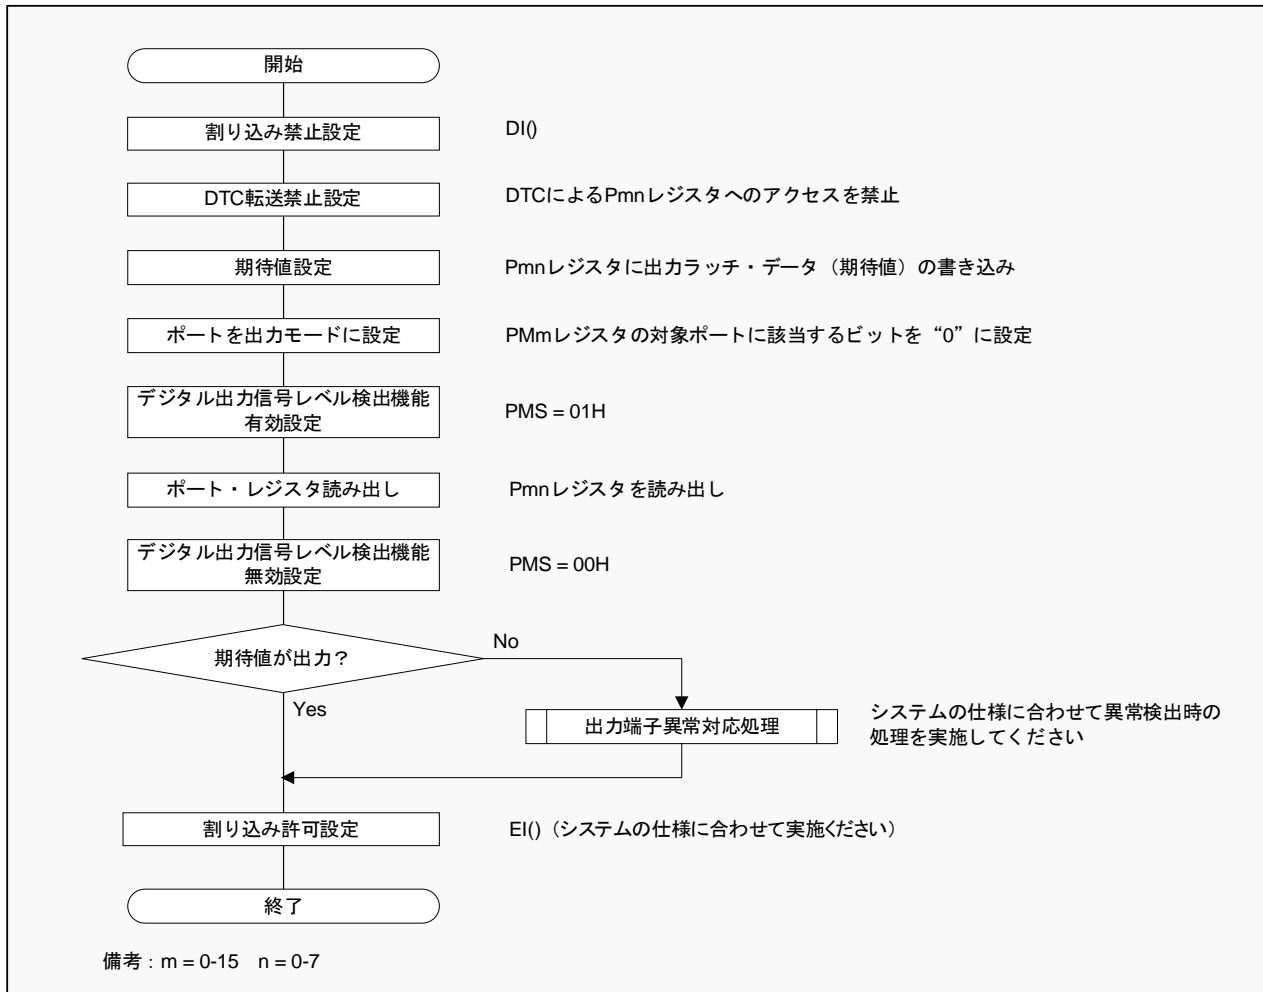 開始
割り込み禁止設定
DI()
DTC転送禁止設定
DTCによるPmnレジスタへのアクセスを禁止
期待値設定
Pmnレジスタに出力ラッチ・データ（期待値）の書き込み
ポートを出力モードに設定
PMmレジスタの対象ポートに該当するビットを“0”に設定
デジタル出力信号レベル検出機能
有効設定
PMS = 01H
ポート・レジスタ読み出し
Pmnレジスタを読み出し
デジタル出力信号レベル検出機能
無効設定
PMS = 00H
期待値が出力？
No
Yes
出力端子異常対応処理
システムの仕様に合わせて異常検出時の
処理を実施してください
割り込み許可設定
EI()（システムの仕様に合わせて実施ください）
終了
備考：m = 0-15 n = 0-7